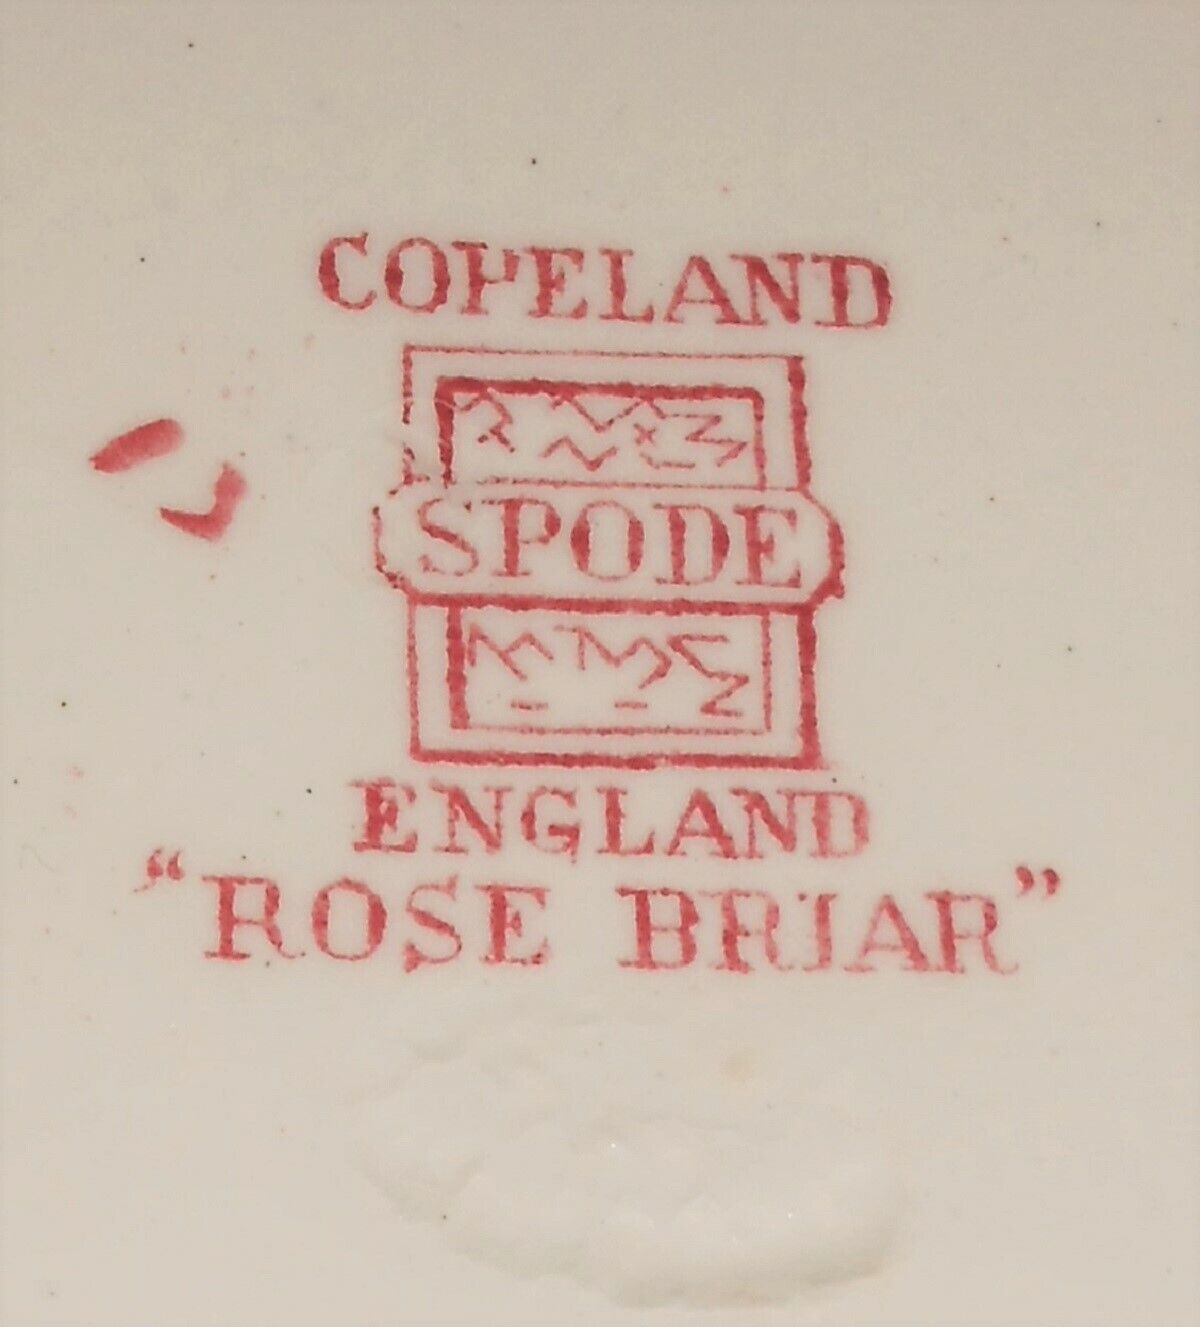 COPELAND
SPODE
ENGLAND
“ROSE BRIAR”